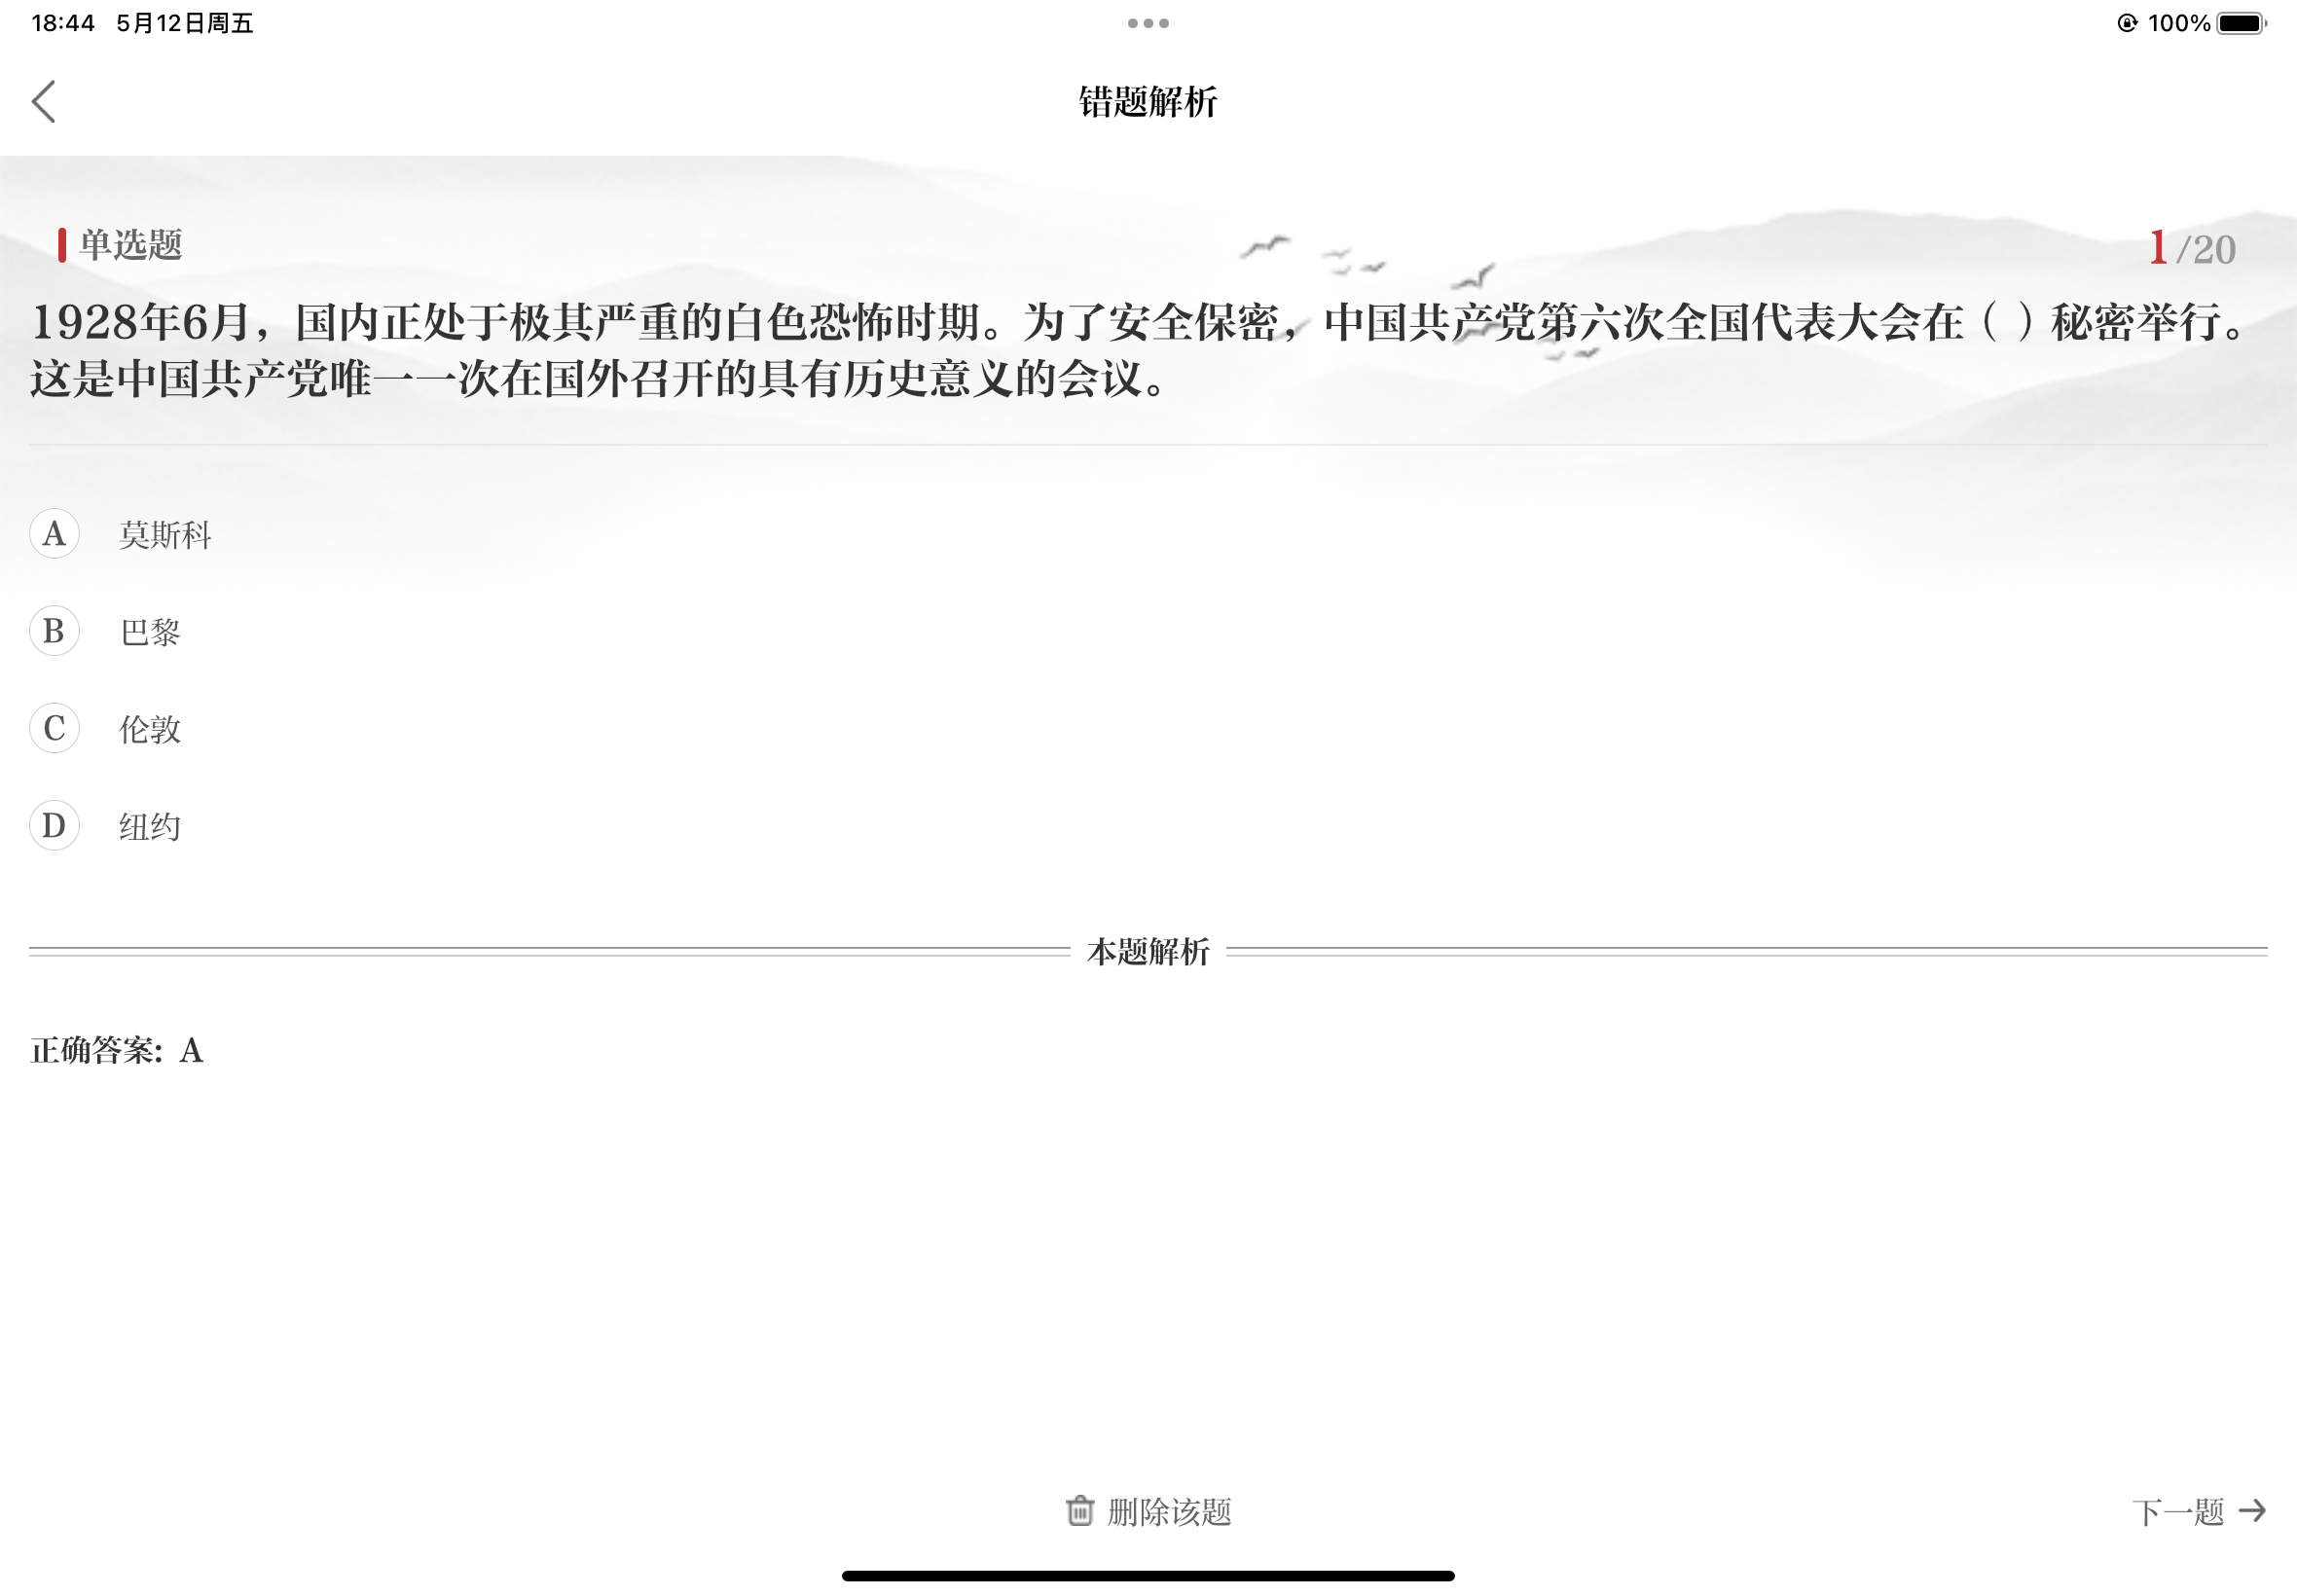 18:44 5月12日周五
100%
错题解析
单选题
1/20
1928年6月，国内正处于极其严重的白色恐怖时期。为了安全保密，中国共产党第六次全国代表大会在（ ）秘密举行。
这是中国共产党唯一一次在国外召开的具有历史意义的会议。
A 莫斯科
B 巴黎
C 伦敦
D 纽约
本题解析
正确答案: A
删除该题
下一题